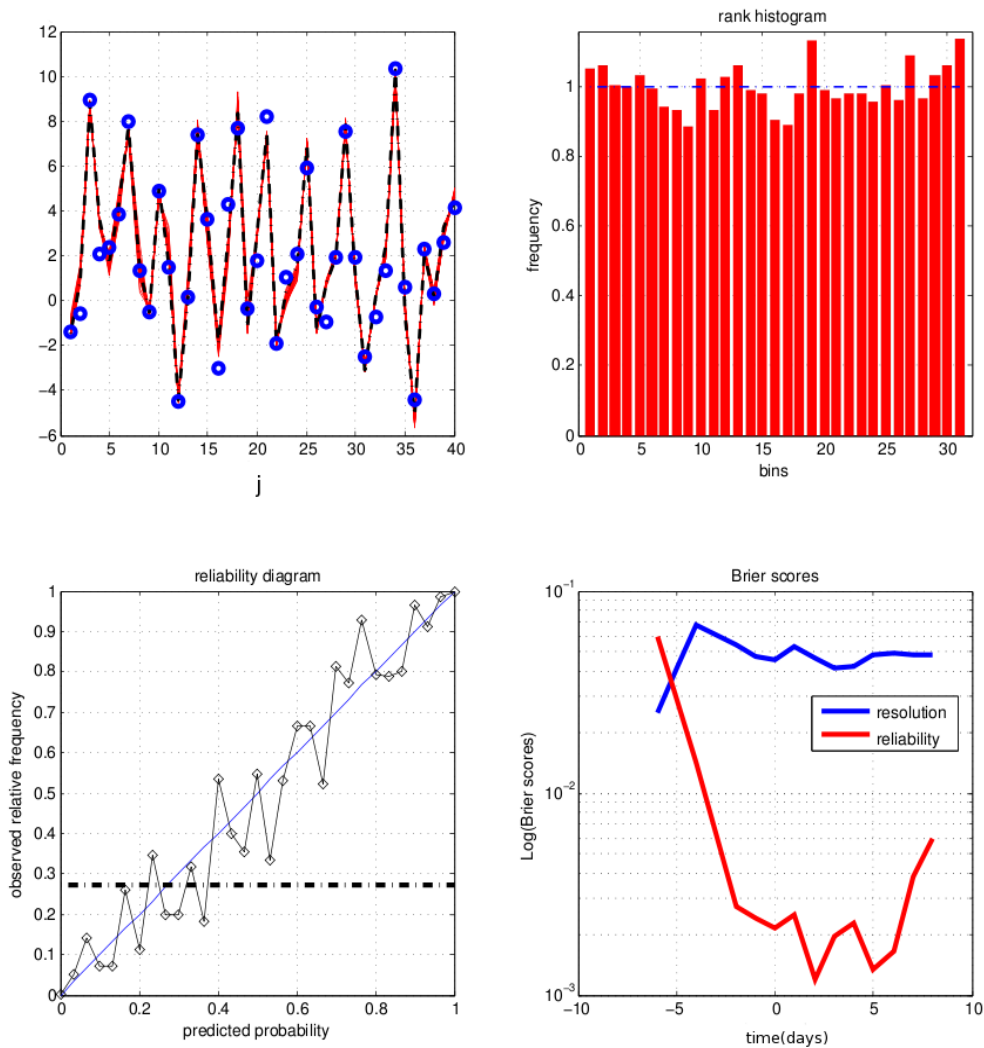 12
10
8
6
4
2
0
−2
−4
−6
0 5 10 15 20 25 30 35 40
j
rank histogram
frequency
1
0.8
0.6
0.4
0.2
0
0 10 20 30
bins
reliability diagram
observed relative frequency
1
0.9
0.8
0.7
0.6
0.5
0.4
0.3
0.2
0.1
0
0 0.2 0.4 0.6 0.8 1
predicted probability
Brier scores
Log(Brier scores)
10−1
10−2
10−3
resolution
reliability
−10 −5 0 5 10
time(days)